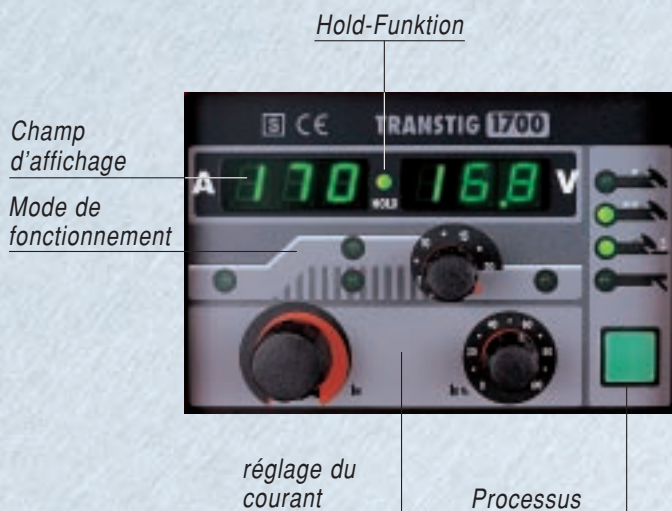 Hold-Funktion
Champ
d'affichage
Mode de
fonctionnement
S CE TRANSTIG 1700
A 170 HOLD 16.8 V
réglage du
courant
Processus